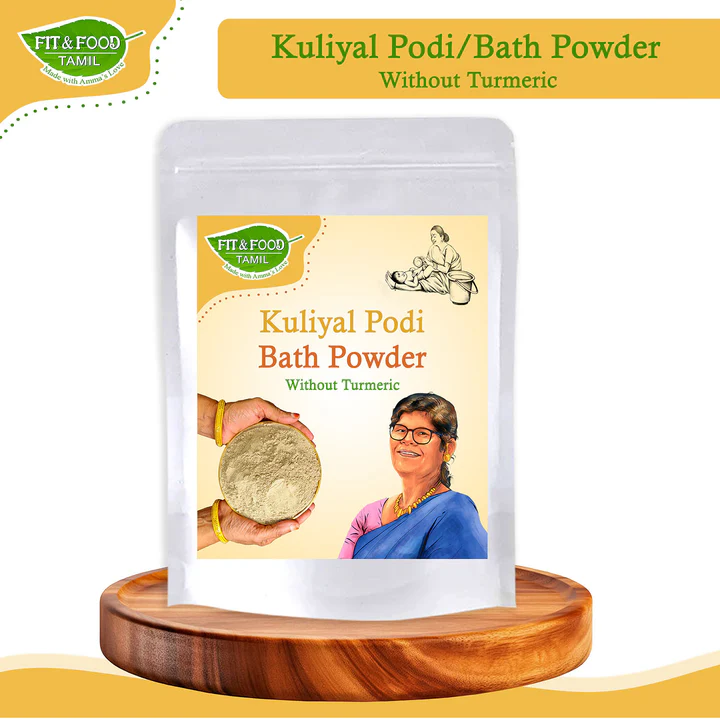 FIT & FOOD
TAMIL
Made with Amma's Love
Kuliyal Podi/Bath Powder
Without Turmeric
FIT & FOOD
TAMIL
Made with Amma's Love
Kuliyal Podi
Bath Powder
Without Turmeric